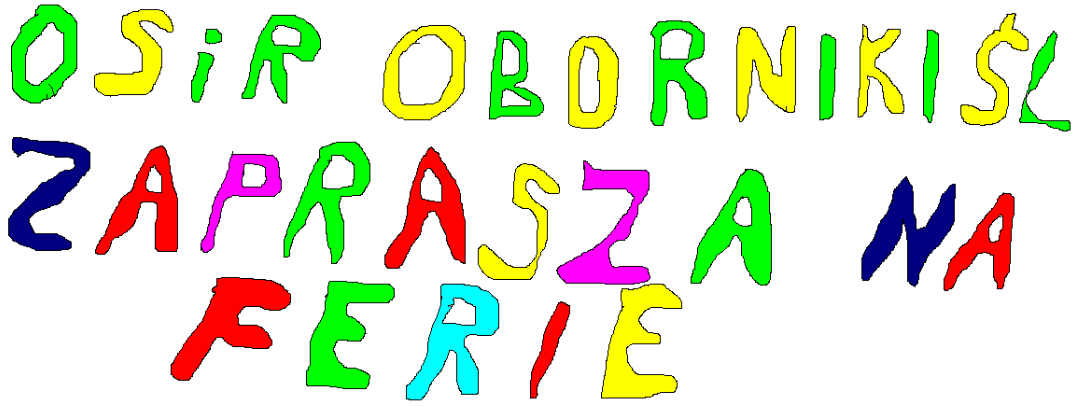 OSiR OBORNIKI ŚL
ZAPRASZA NA
FERIE